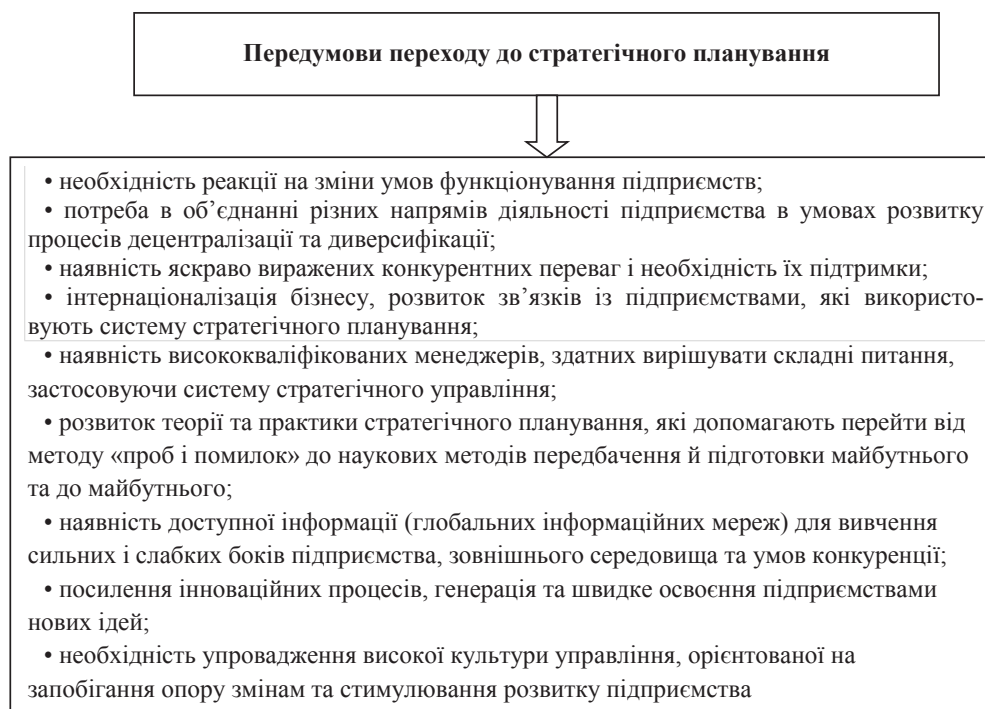 Передумови переходу до стратегічного планування
• необхідність реакції на зміни умов функціонування підприємств;
• потреба в об’єднанні різних напрямів діяльності підприємства в умовах розвитку
процесів децентралізації та диверсифікації;
• наявність яскраво виражених конкурентних переваг і необхідність їх підтримки;
• інтернаціоналізація бізнесу, розвиток зв’язків із підприємствами, які використо-
вують систему стратегічного планування;
• наявність висококваліфікованих менеджерів, здатних вирішувати складні питання,
застосовуючи систему стратегічного управління;
• розвиток теорії та практики стратегічного планування, які допомагають перейти від
методу «проб і помилок» до наукових методів передбачення й підготовки майбутнього
та до майбутнього;
• наявність доступної інформації (глобальних інформаційних мереж) для вивчення
сильних і слабких боків підприємства, зовнішнього середовища та умов конкуренції;
• посилення інноваційних процесів, генерація та швидке освоєння підприємствами
нових ідей;
• необхідність упровадження високої культури управління, орієнтованої на
запобігання опору змінам та стимулювання розвитку підприємства